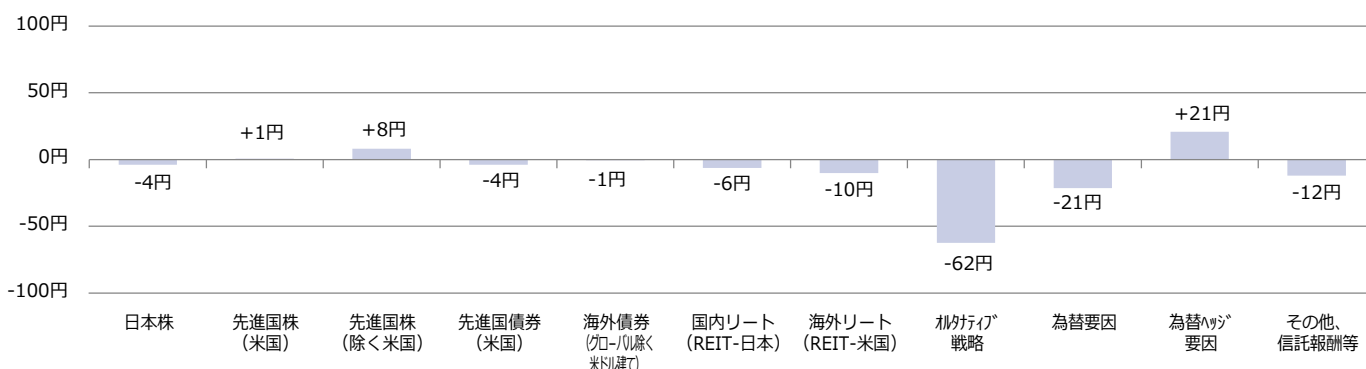 100円
50円
0円
-50円
-100円
-4円
+1円
+8円
-4円
-1円
-6円
-10円
-62円
-21円
+21円
-12円
日本株
先進国株
（米国）
先進国株
（除く米国）
先進国債券
（米国）
海外債券
（グローバル除く
米ドル建て）
国内リート
（REIT-日本）
海外リート
（REIT-米国）
ｵﾙﾀﾅﾃｨﾌﾞ
戦略
為替要因
為替ﾍｯｼﾞ
要因
その他、
信託報酬等